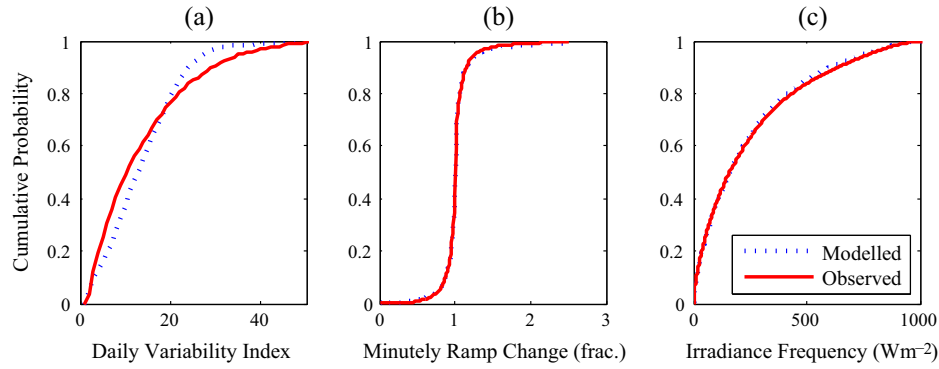 (a) (b) (c)
Cumulative Probability
1 1 1
0.8 0.8 0.8
0.6 0.6 0.6
0.4 0.4 0.4
0.2 0.2 0.2
0 0 0
Modelled
Observed
0 20 40 0 1 2 3 0 500 1000
Daily Variability Index Minutely Ramp Change (frac.) Irradiance Frequency (Wm⁻²)